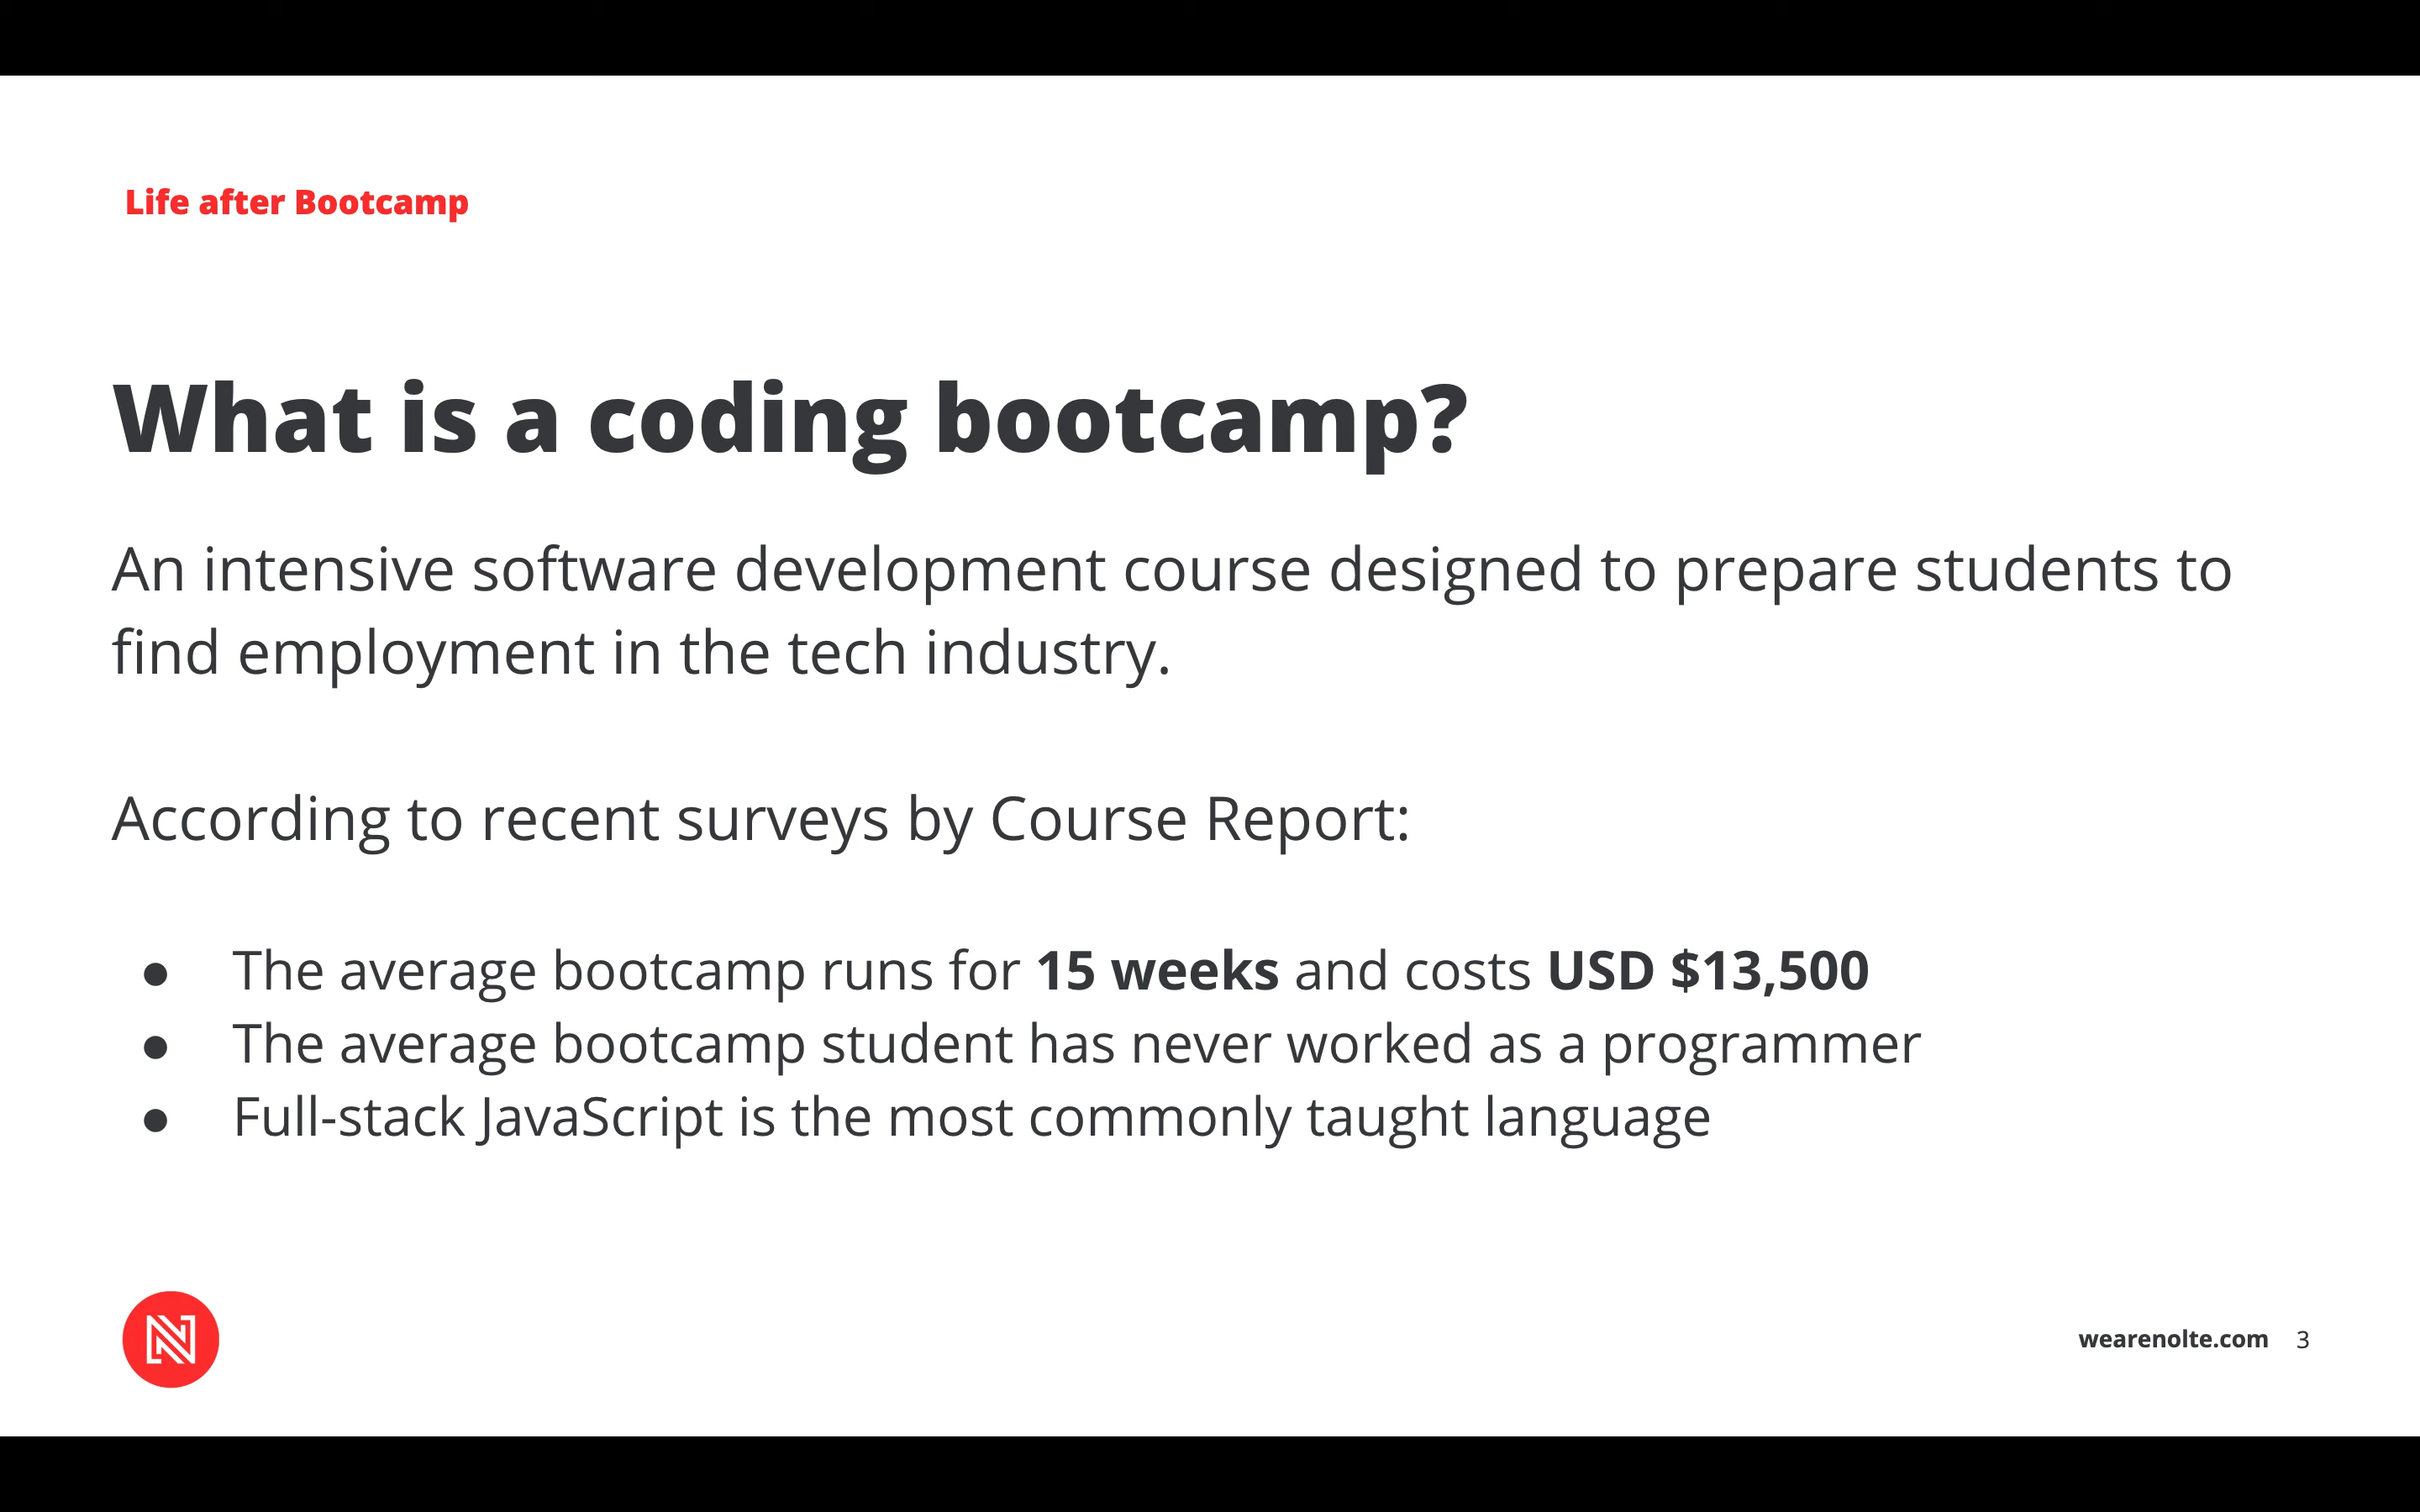 Life after Bootcamp
What is a coding bootcamp?
An intensive software development course designed to prepare students to
find employment in the tech industry.
According to recent surveys by Course Report:
● The average bootcamp runs for 15 weeks and costs USD $13,500
● The average bootcamp student has never worked as a programmer
● Full-stack JavaScript is the most commonly taught language
N
wearenolte.com 3